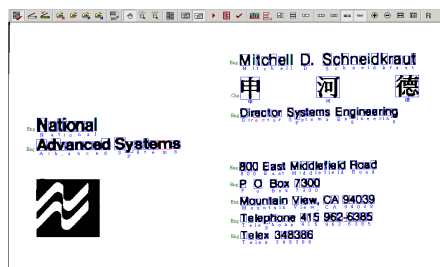 Mitchell D. Schneidkraut
申 河 德
Director Systems Engineering
National
Advanced Systems
800 East Middlefield Road
P O Box 7300
Mountain View, CA 94039
Telephone 415 962-6385
Telex 348386